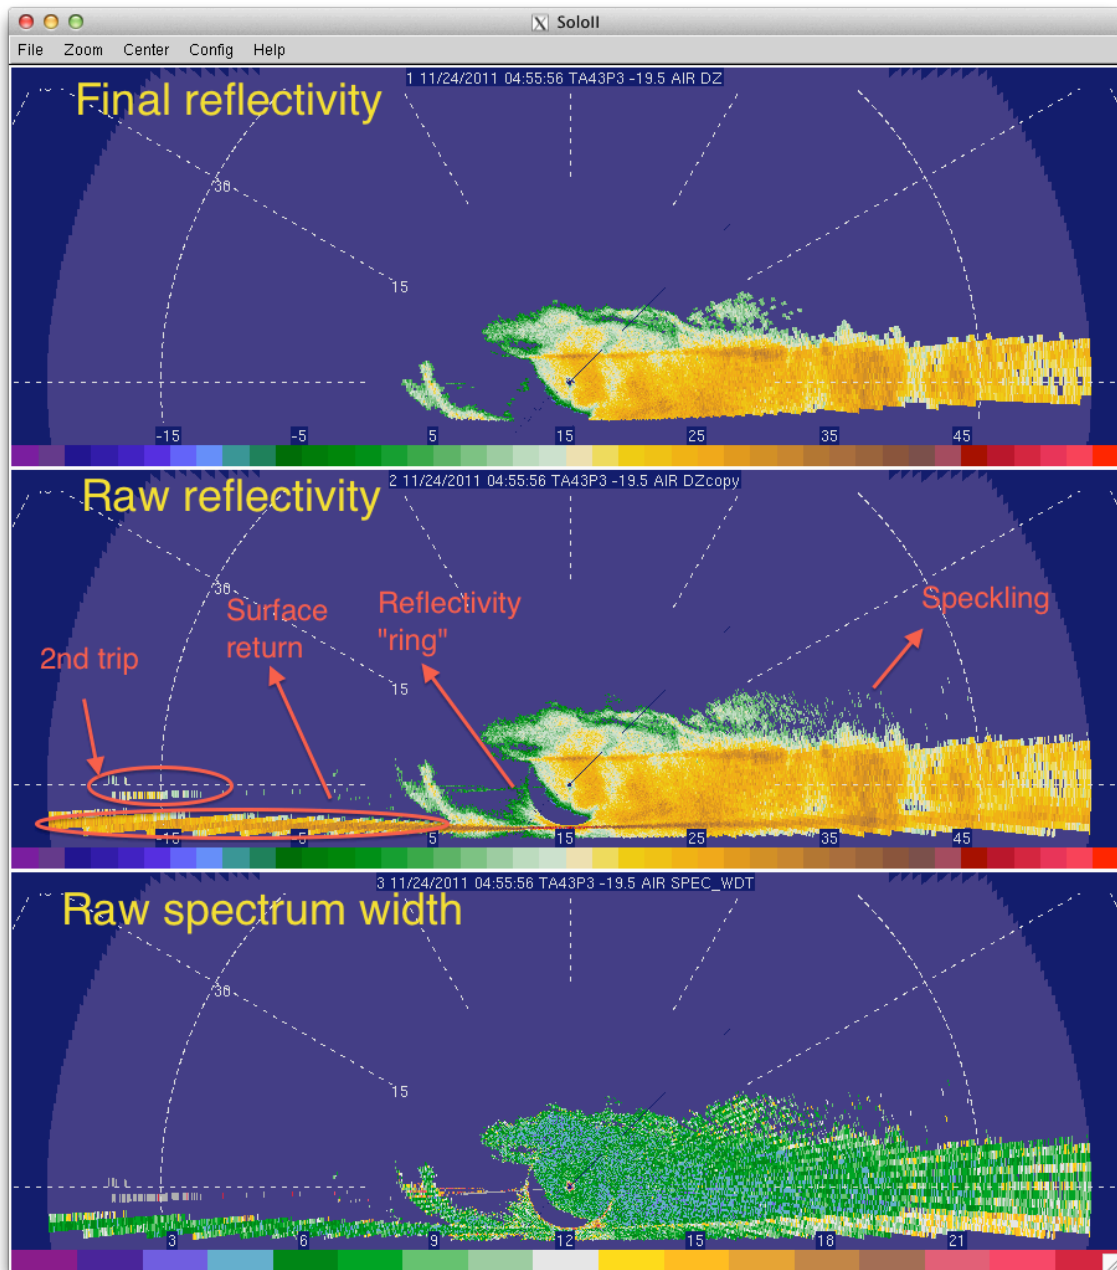 X SoloII
File Zoom Center Config Help
1 11/24/2011 04:55:56 TA43P3 -19.5 AIR DZ
Final reflectivity
30
15
-15 -5 5 15 25 35 45
2 11/24/2011 04:55:56 TA43P3 -19.5 AIR DZcopy
Raw reflectivity
30
Surface
return
Reflectivity
"ring"
Speckling
2nd trip
15
-15 -5 5 15 25 35 45
3 11/24/2011 04:55:56 TA43P3 -19.5 AIR SPEC_WDT
Raw spectrum width
30
15
3 6 9 12 15 18 21